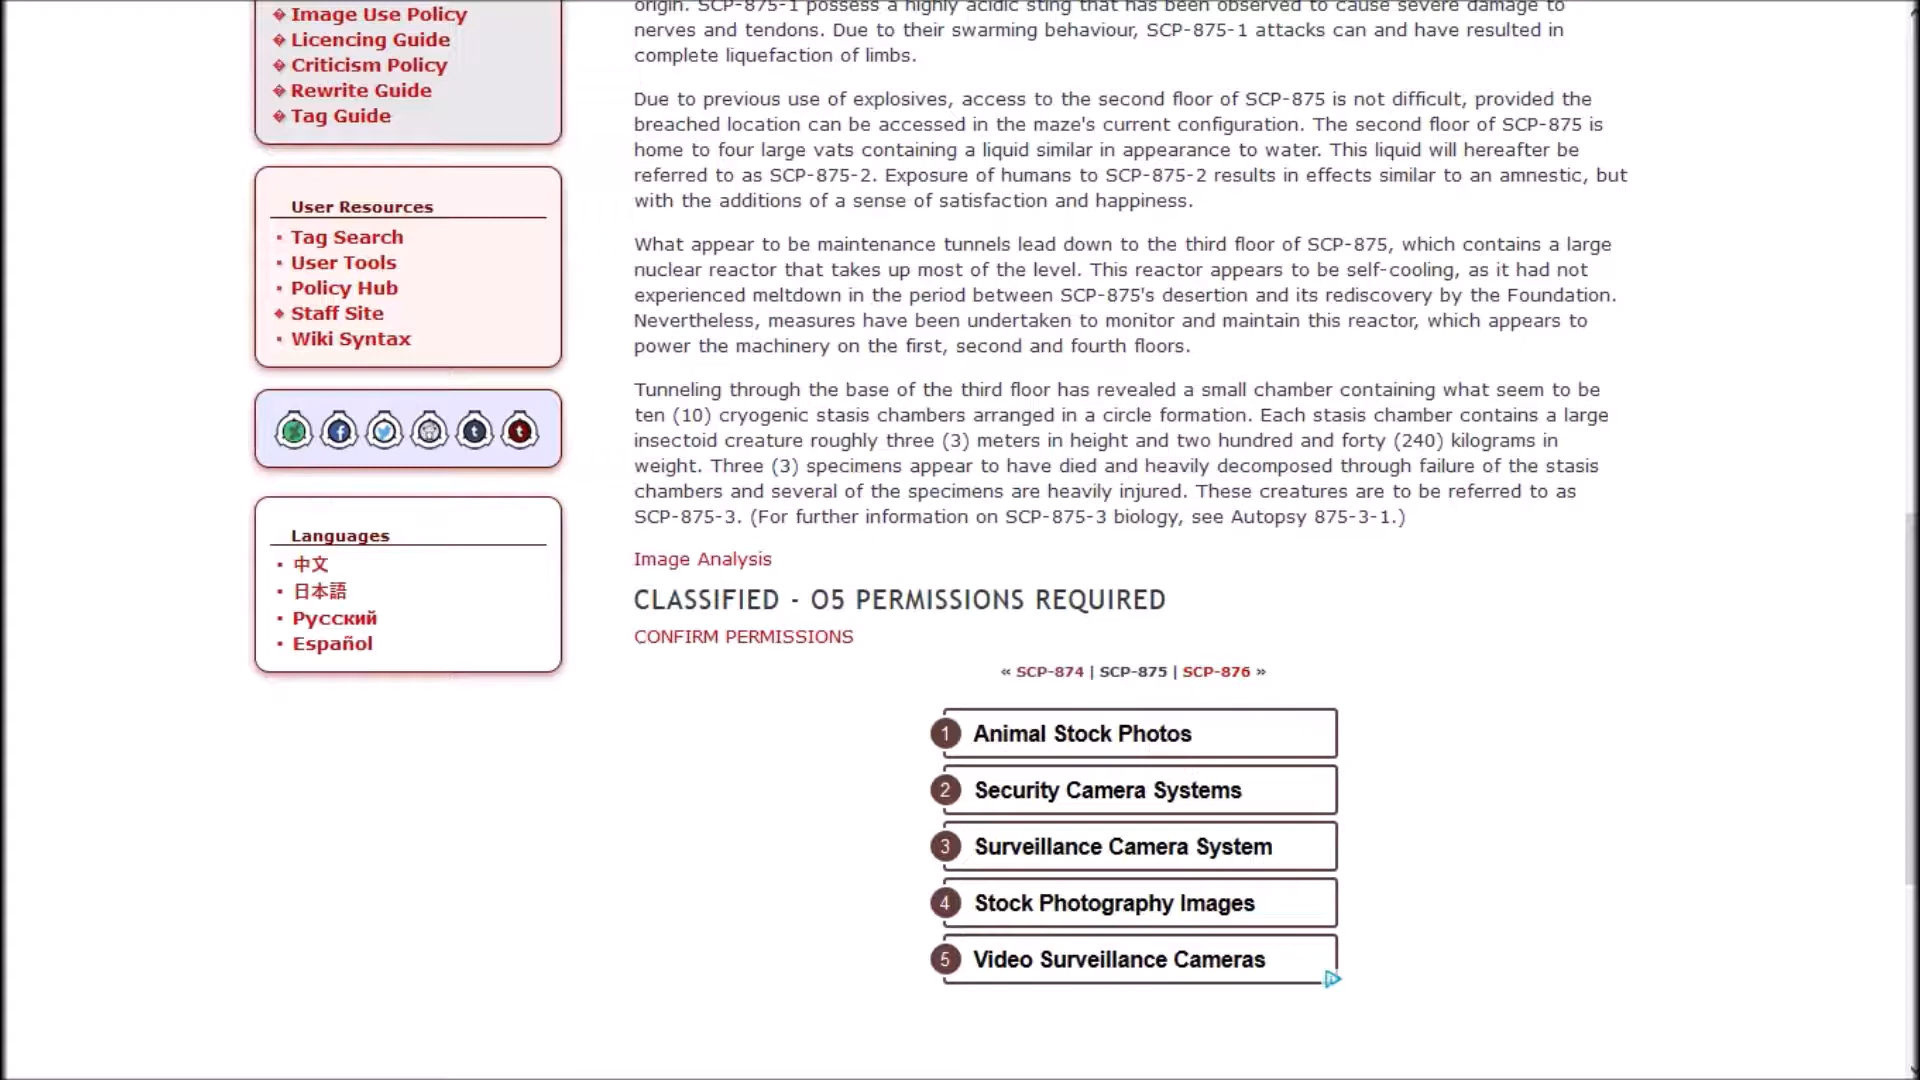 Image Use Policy
Licencing Guide
Criticism Policy
Rewrite Guide
Tag Guide
User Resources
Tag Search
User Tools
Policy Hub
Staff Site
Wiki Syntax
Languages
中文
日本語
Русский
Español
origin. SCP-875-1 possess a highly acidic sting that has been observed to cause severe damage to
nerves and tendons. Due to their swarming behaviour, SCP-875-1 attacks can and have resulted in
complete liquefaction of limbs.
Due to previous use of explosives, access to the second floor of SCP-875 is not difficult, provided the
breached location can be accessed in the maze's current configuration. The second floor of SCP-875 is
home to four large vats containing a liquid similar in appearance to water. This liquid will hereafter be
referred to as SCP-875-2. Exposure of humans to SCP-875-2 results in effects similar to an amnestic, but
with the additions of a sense of satisfaction and happiness.
What appear to be maintenance tunnels lead down to the third floor of SCP-875, which contains a large
nuclear reactor that takes up most of the level. This reactor appears to be self-cooling, as it had not
experienced meltdown in the period between SCP-875's desertion and its rediscovery by the Foundation.
Nevertheless, measures have been undertaken to monitor and maintain this reactor, which appears to
power the machinery on the first, second and fourth floors.
Tunneling through the base of the third floor has revealed a small chamber containing what seem to be
ten (10) cryogenic stasis chambers arranged in a circle formation. Each stasis chamber contains a large
insectoid creature roughly three (3) meters in height and two hundred and forty (240) kilograms in
weight. Three (3) specimens appear to have died and heavily decomposed through failure of the stasis
chambers and several of the specimens are heavily injured. These creatures are to be referred to as
SCP-875-3. (For further information on SCP-875-3 biology, see Autopsy 875-3-1.)
Image Analysis
CLASSIFIED - O5 PERMISSIONS REQUIRED
CONFIRM PERMISSIONS
« SCP-874 | SCP-875 | SCP-876 »
1 Animal Stock Photos
2 Security Camera Systems
3 Surveillance Camera System
4 Stock Photography Images
5 Video Surveillance Cameras